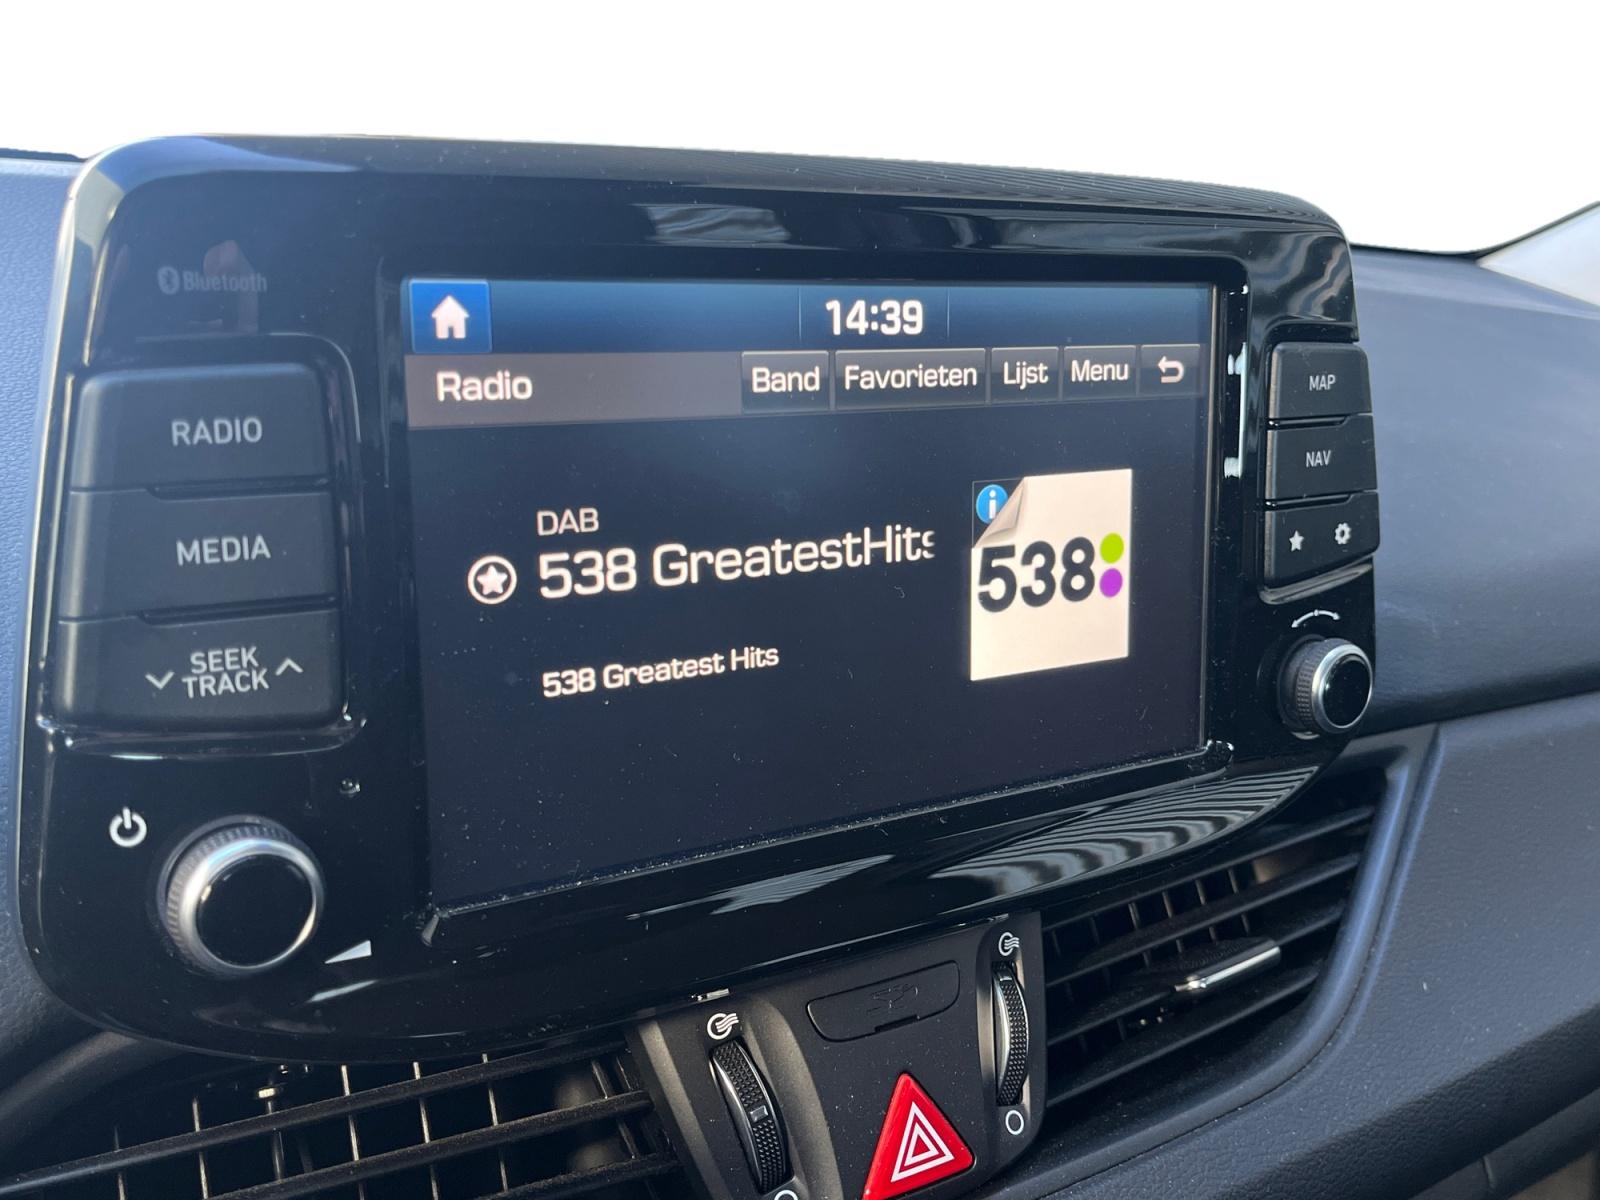 Bluetooth
14:39
Radio
Band
Favorieten
Lijst
Menu
RADIO
MEDIA
SEEK
TRACK
DAB
538 GreatestHits
538 Greatest Hits
538
MAP
NAV